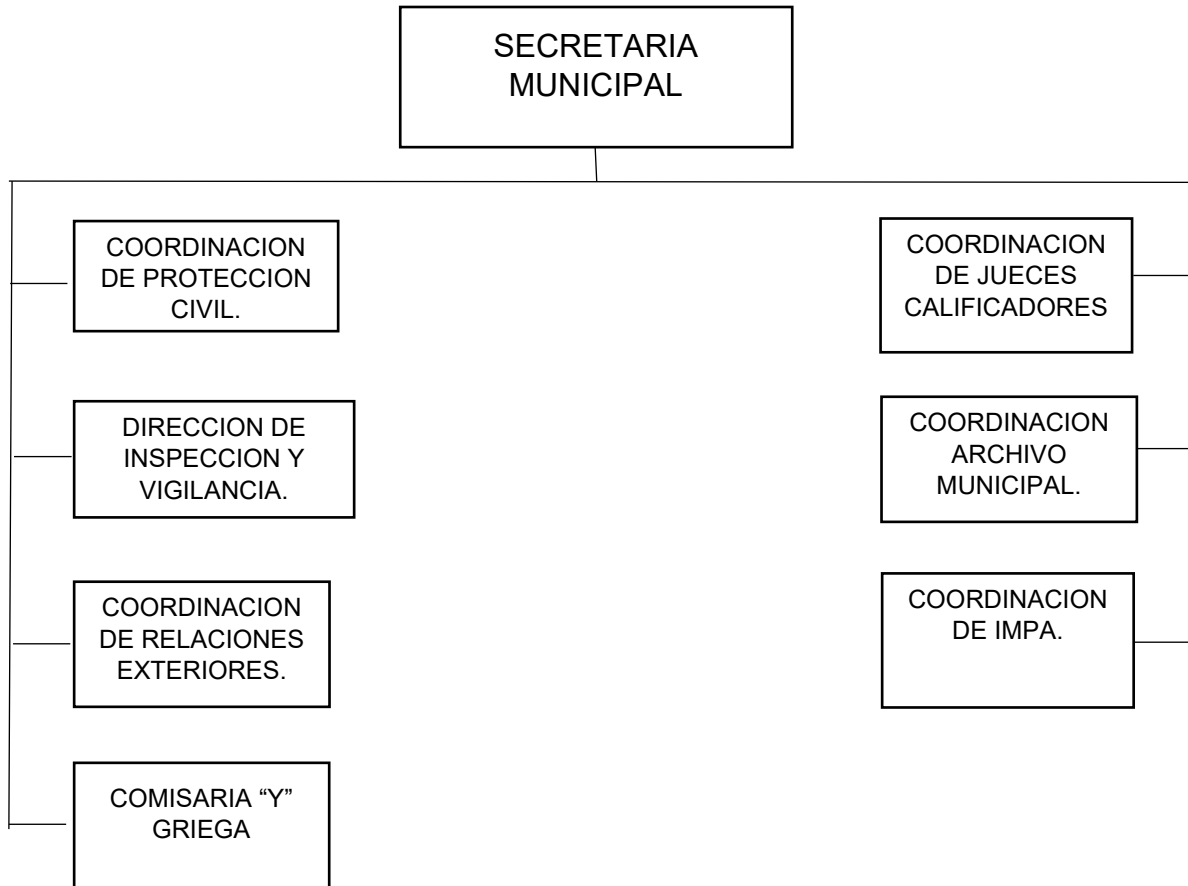 SECRETARIA
MUNICIPAL
COORDINACION
DE PROTECCION
CIVIL.
DIRECCION DE
INSPECCION Y
VIGILANCIA.
COORDINACION
DE RELACIONES
EXTERIORES.
COMISARIA “Y”
GRIEGA
COORDINACION
DE JUECES
CALIFICADORES
COORDINACION
ARCHIVO
MUNICIPAL.
COORDINACION
DE IMPA.